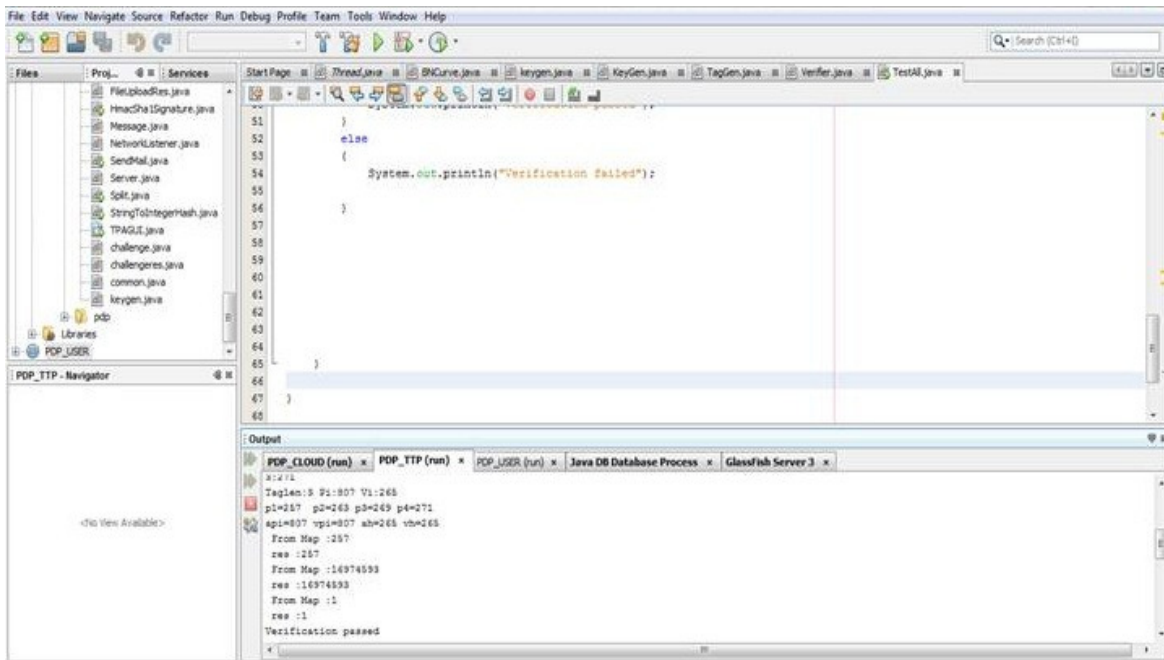 File Edit View Navigate Source Refactor Run Debug Profile Team Tools Window Help
Search (Ctrl+I)
Files Proj... Services
FileUploadRes.java
HmacSha1Signature.java
Message.java
NetworkListener.java
SendMail.java
Server.java
Split.java
StringToIntegerHash.java
TPAGUI.java
challenge.java
challengeres.java
common.java
keygen.java
pdp
Libraries
PDP_USER
PDP_TTP - Navigator
<No View Available>
Start Page Thread.java BNCurve.java keygen.java KeyGen.java TagGen.java Verifier.java TestAll.java
51 }
52 else
53 {
54 System.out.println("Verification failed");
55
56 }
57
58
59
60
61
62
63
64
65 }
66
67 }
68
Output
PDP_CLOUD (run) PDP_TTP (run) PDP_USER (run) Java DB Database Process GlassFish Server 3
Taglen:3 Pi:807 Vi:265
p1=257 p2=263 p3=269 p4=271
api=807 vpi=807 ah=265 vh=265
From Map :257
res :257
From Map :16974593
res :16974593
From Map :1
res :1
Verification passed